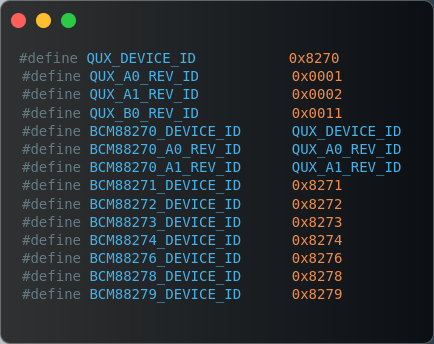 #define QUX_DEVICE_ID 0x8270
#define QUX_A0_REV_ID 0x0001
#define QUX_A1_REV_ID 0x0002
#define QUX_B0_REV_ID 0x0011
#define BCM88270_DEVICE_ID QUX_DEVICE_ID
#define BCM88270_A0_REV_ID QUX_A0_REV_ID
#define BCM88270_A1_REV_ID QUX_A1_REV_ID
#define BCM88271_DEVICE_ID 0x8271
#define BCM88272_DEVICE_ID 0x8272
#define BCM88273_DEVICE_ID 0x8273
#define BCM88274_DEVICE_ID 0x8274
#define BCM88276_DEVICE_ID 0x8276
#define BCM88278_DEVICE_ID 0x8278
#define BCM88279_DEVICE_ID 0x8279